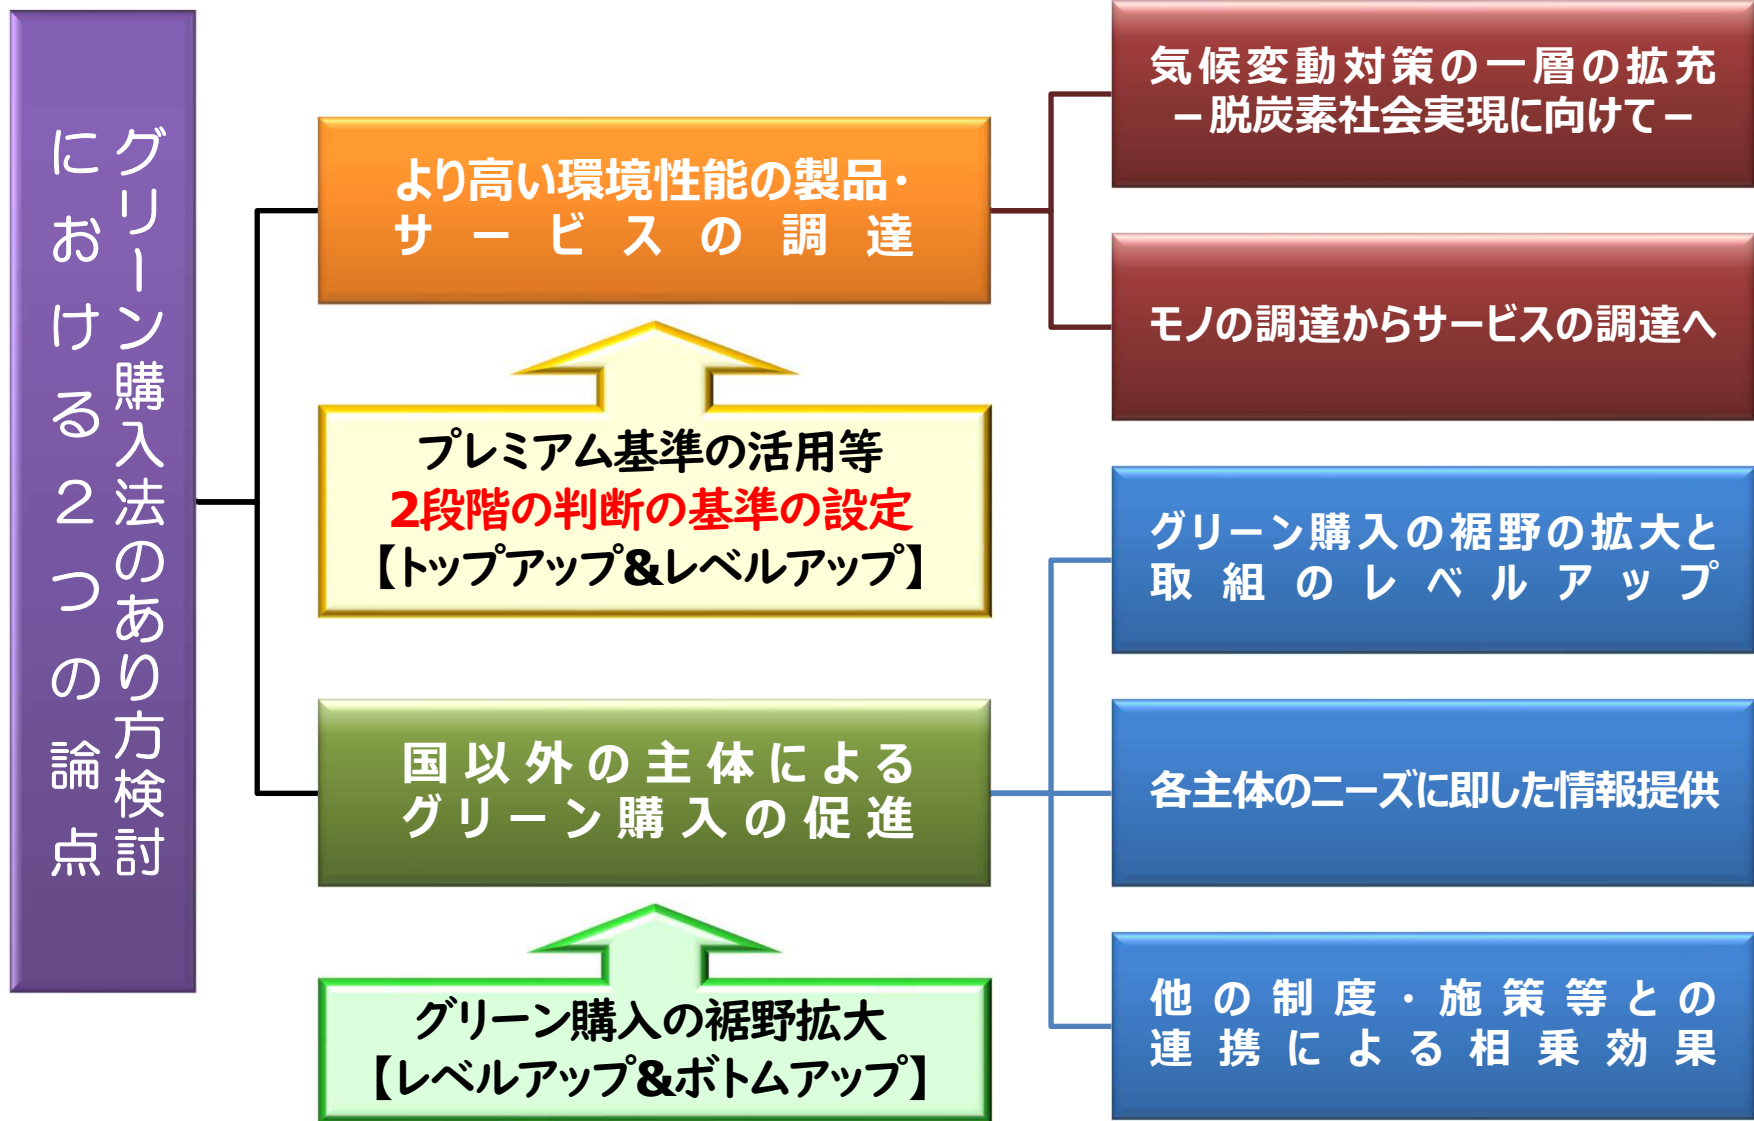 グリーン購入法のあり方検討
における２つの論点
より高い環境性能の製品・
サービスの調達
プレミアム基準の活用等
2段階の判断の基準の設定
【トップアップ&レベルアップ】
国以外の主体による
グリーン購入の促進
グリーン購入の裾野拡大
【レベルアップ&ボトムアップ】
気候変動対策の一層の拡充
－脱炭素社会実現に向けて－
モノの調達からサービスの調達へ
グリーン購入の裾野の拡大と
取組のレベルアップ
各主体のニーズに即した情報提供
他の制度・施策等との
連携による相乗効果